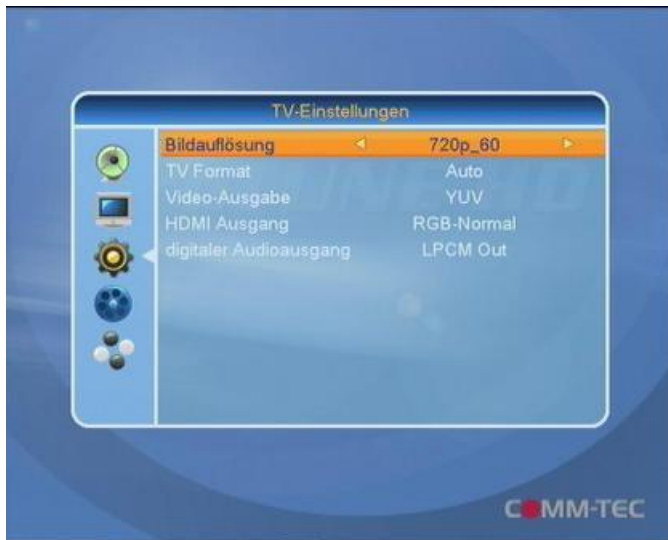 TV-Einstellungen
Bildauflösung 720p_60
TV Format Auto
Video-Ausgabe YUV
HDMI Ausgang RGB-Normal
digitaler Audioausgang LPCM Out
COMM-TEC